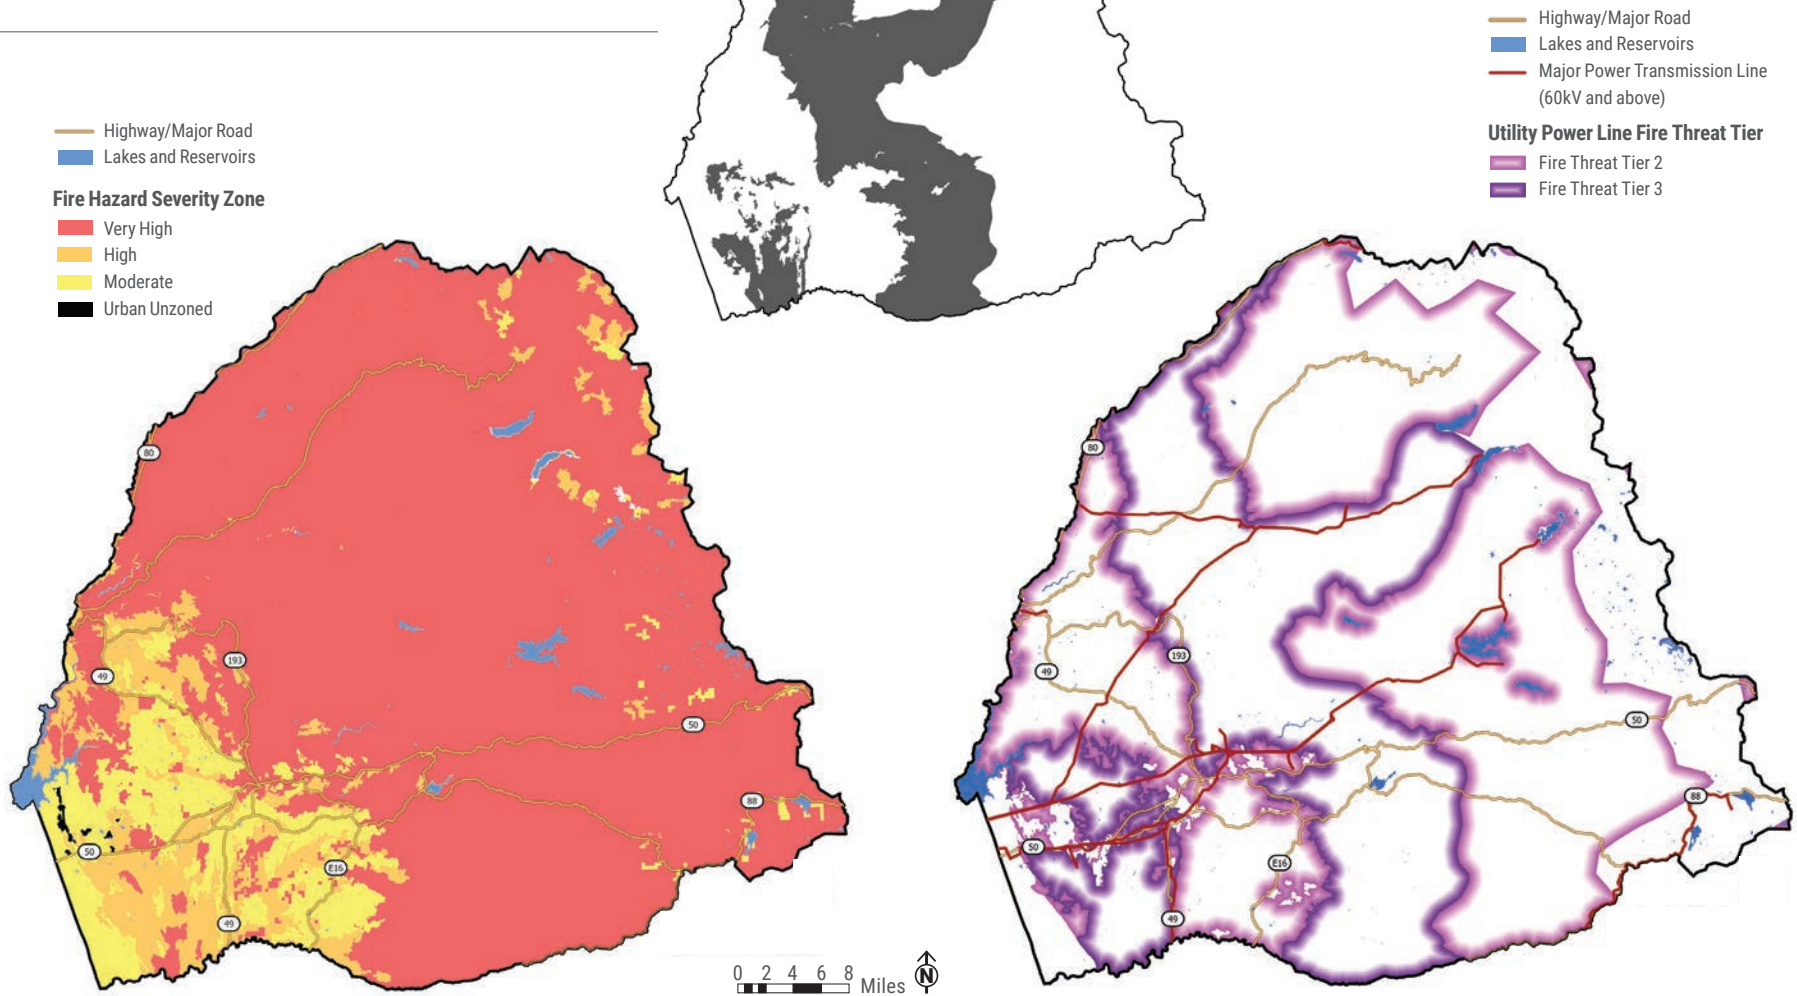 Highway/Major Road
Lakes and Reservoirs
Fire Hazard Severity Zone
Very High
High
Moderate
Urban Unzoned
80
193
49
50
88
50
E16
49
0 2 4 6 8 Miles
N
Highway/Major Road
Lakes and Reservoirs
Major Power Transmission Line
(60kV and above)
Utility Power Line Fire Threat Tier
Fire Threat Tier 2
Fire Threat Tier 3
80
193
49
50
88
50
E16
49